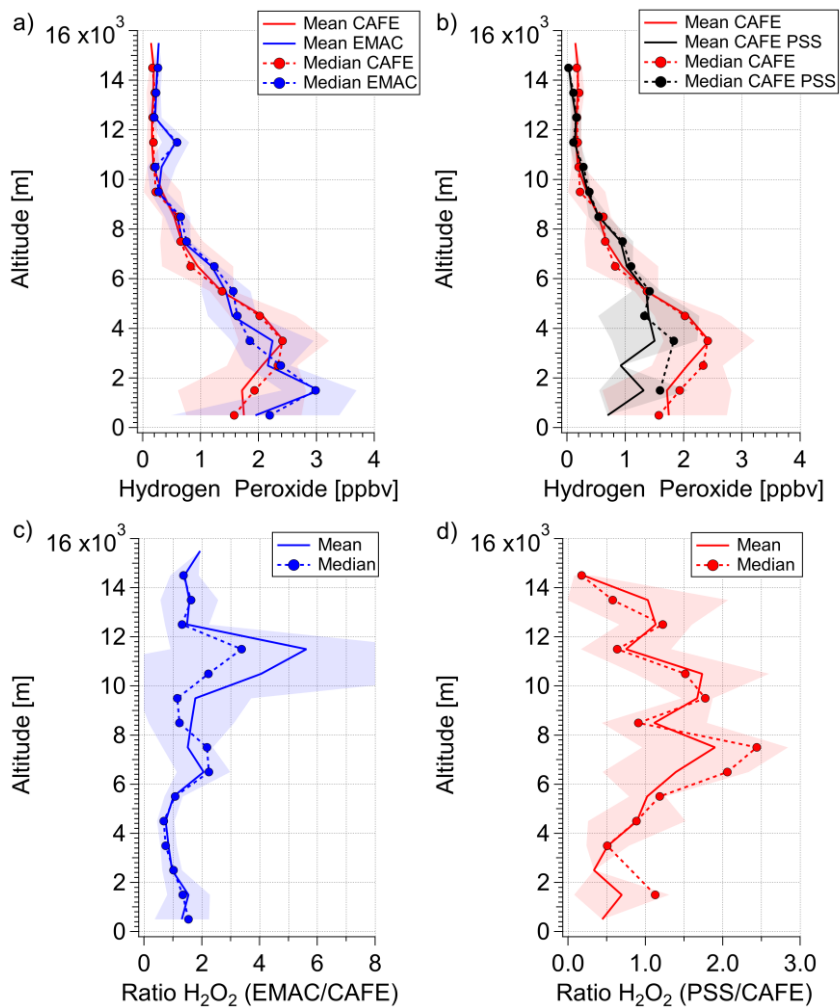 a)
16 x10³
Mean CAFE
Mean EMAC
Median CAFE
Median EMAC
14
12
10
8
6
4
2
0
Altitude [m]
0 1 2 3 4
Hydrogen Peroxide [ppbv]
b)
16 x10³
Mean CAFE
Mean CAFE PSS
Median CAFE
Median CAFE PSS
14
12
10
8
6
4
2
0
Altitude [m]
0 1 2 3 4
Hydrogen Peroxide [ppbv]
c)
16 x10³
Mean
Median
14
12
10
8
6
4
2
0
Altitude [m]
0 2 4 6 8
Ratio H₂O₂ (EMAC/CAFE)
d)
16 x10³
Mean
Median
14
12
10
8
6
4
2
0
Altitude [m]
0.0 1.0 2.0 3.0
Ratio H₂O₂ (PSS/CAFE)